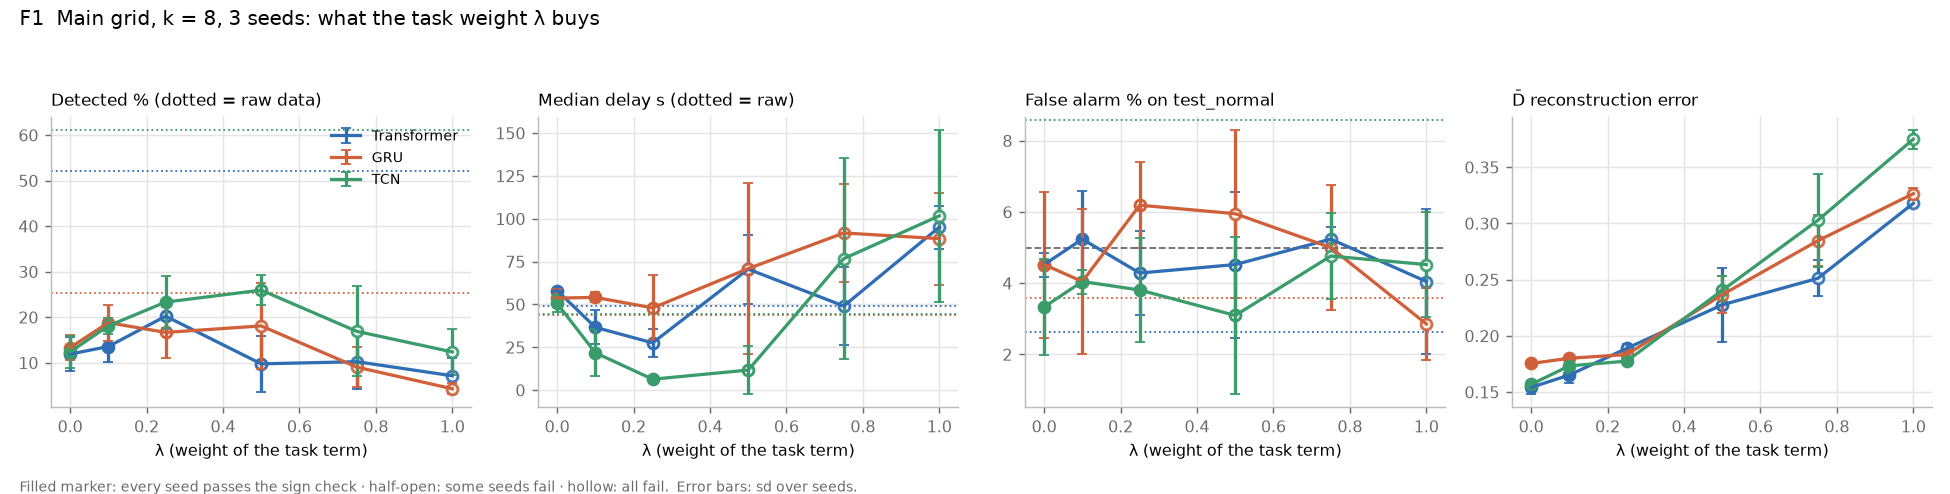 F1  Main grid, k = 8, 3 seeds: what the task weight λ buys
Detected % (dotted = raw data)
60
50
40
30
20
10
Transformer
GRU
TCN
0.0 0.2 0.4 0.6 0.8 1.0
λ (weight of the task term)
Median delay s (dotted = raw)
150
125
100
75
50
25
0
0.0 0.2 0.4 0.6 0.8 1.0
λ (weight of the task term)
False alarm % on test_normal
8
6
4
2
0.0 0.2 0.4 0.6 0.8 1.0
λ (weight of the task term)
D̄ reconstruction error
0.35
0.30
0.25
0.20
0.15
0.0 0.2 0.4 0.6 0.8 1.0
λ (weight of the task term)
Filled marker: every seed passes the sign check · half-open: some seeds fail · hollow: all fail.  Error bars: sd over seeds.